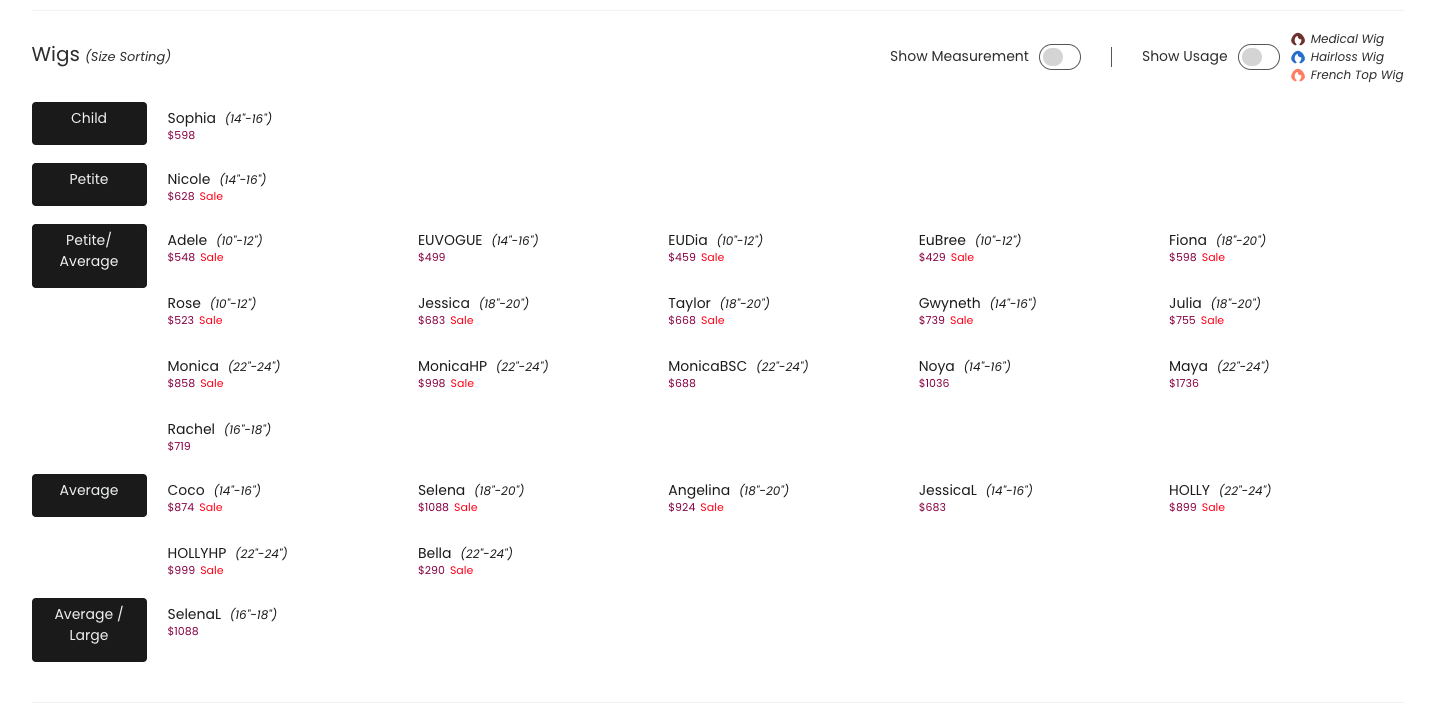 Wigs (Size Sorting)
Show Measurement
Show Usage
Medical Wig
Hairloss Wig
French Top Wig
Child
Sophia (14"-16")
$598
Petite
Nicole (14"-16")
$628 Sale
Petite/
Average
Adele (10"-12") EUVOGUE (14"-16") EUDia (10"-12") EuBree (10"-12") Fiona (18"-20")
$548 Sale $499 $459 Sale $429 Sale $598 Sale
Rose (10"-12") Jessica (18"-20") Taylor (18"-20") Gwyneth (14"-16") Julia (18"-20")
$523 Sale $683 Sale $668 Sale $739 Sale $755 Sale
Monica (22"-24") MonicaHP (22"-24") MonicaBSC (22"-24") Noya (14"-16") Maya (22"-24")
$858 Sale $998 Sale $688 $1036 $1736
Rachel (16"-18")
$719
Average
Coco (14"-16") Selena (18"-20") Angelina (18"-20") JessicaL (14"-16") HOLLY (22"-24")
$874 Sale $1088 Sale $924 Sale $683 $899 Sale
HOLLYHP (22"-24") Bella (22"-24")
$999 Sale $290 Sale
Average /
Large
SelenaL (16"-18")
$1088